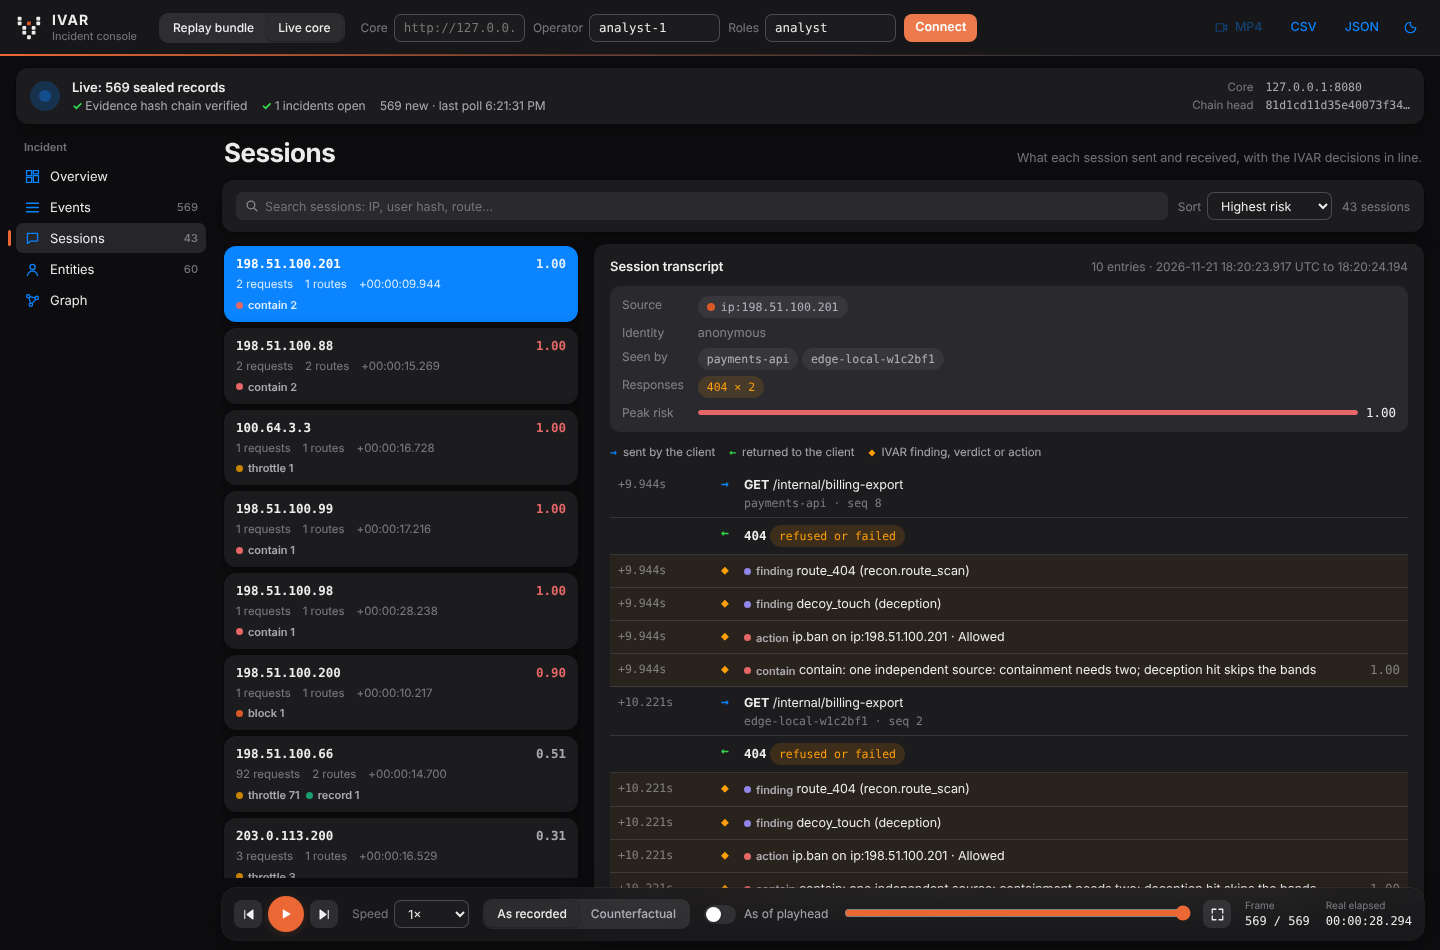 IVAR
Incident console
Replay bundle Live core Core http://127.0.0. Operator analyst-1 Roles analyst Connect MP4 CSV JSON
Live: 569 sealed records
Evidence hash chain verified 1 incidents open 569 new · last poll 6:21:31 PM
Core 127.0.0.1:8080
Chain head 81d1cd11d35e40073f34…
Incident
Overview
Events 569
Sessions 43
Entities 60
Graph
Sessions
What each session sent and received, with the IVAR decisions in line.
Search sessions: IP, user hash, route...
Sort Highest risk 43 sessions
198.51.100.201 1.00
2 requests 1 routes +00:00:09.944
contain 2
198.51.100.88 1.00
2 requests 2 routes +00:00:15.269
contain 2
100.64.3.3 1.00
1 requests 1 routes +00:00:16.728
throttle 1
198.51.100.99 1.00
1 requests 1 routes +00:00:17.216
contain 1
198.51.100.98 1.00
1 requests 1 routes +00:00:28.238
contain 1
198.51.100.200 0.90
1 requests 1 routes +00:00:10.217
block 1
198.51.100.66 0.51
92 requests 2 routes +00:00:14.700
throttle 71 record 1
203.0.113.200 0.31
3 requests 1 routes +00:00:16.529
throttle 3
Session transcript
10 entries · 2026-11-21 18:20:23.917 UTC to 18:20:24.194
Source ip:198.51.100.201
Identity anonymous
Seen by payments-api edge-local-w1c2bf1
Responses 404 × 2
Peak risk 1.00
→ sent by the client ← returned to the client ◆ IVAR finding, verdict or action
+9.944s → GET /internal/billing-export
payments-api · seq 8
← 404 refused or failed
+9.944s ◆ finding route_404 (recon.route_scan)
+9.944s ◆ finding decoy_touch (deception)
+9.944s ◆ action ip.ban on ip:198.51.100.201 · Allowed
+9.944s ◆ contain contain: one independent source: containment needs two; deception hit skips the bands 1.00
+10.221s → GET /internal/billing-export
edge-local-w1c2bf1 · seq 2
← 404 refused or failed
+10.221s ◆ finding route_404 (recon.route_scan)
+10.221s ◆ finding decoy_touch (deception)
+10.221s ◆ action ip.ban on ip:198.51.100.201 · Allowed
+10.221s ◆ contain contain: one independent source: containment needs two; deception hit skips the bands 1.00
Speed 1× As recorded Counterfactual As of playhead
Frame
569 / 569
Real elapsed
00:00:28.294